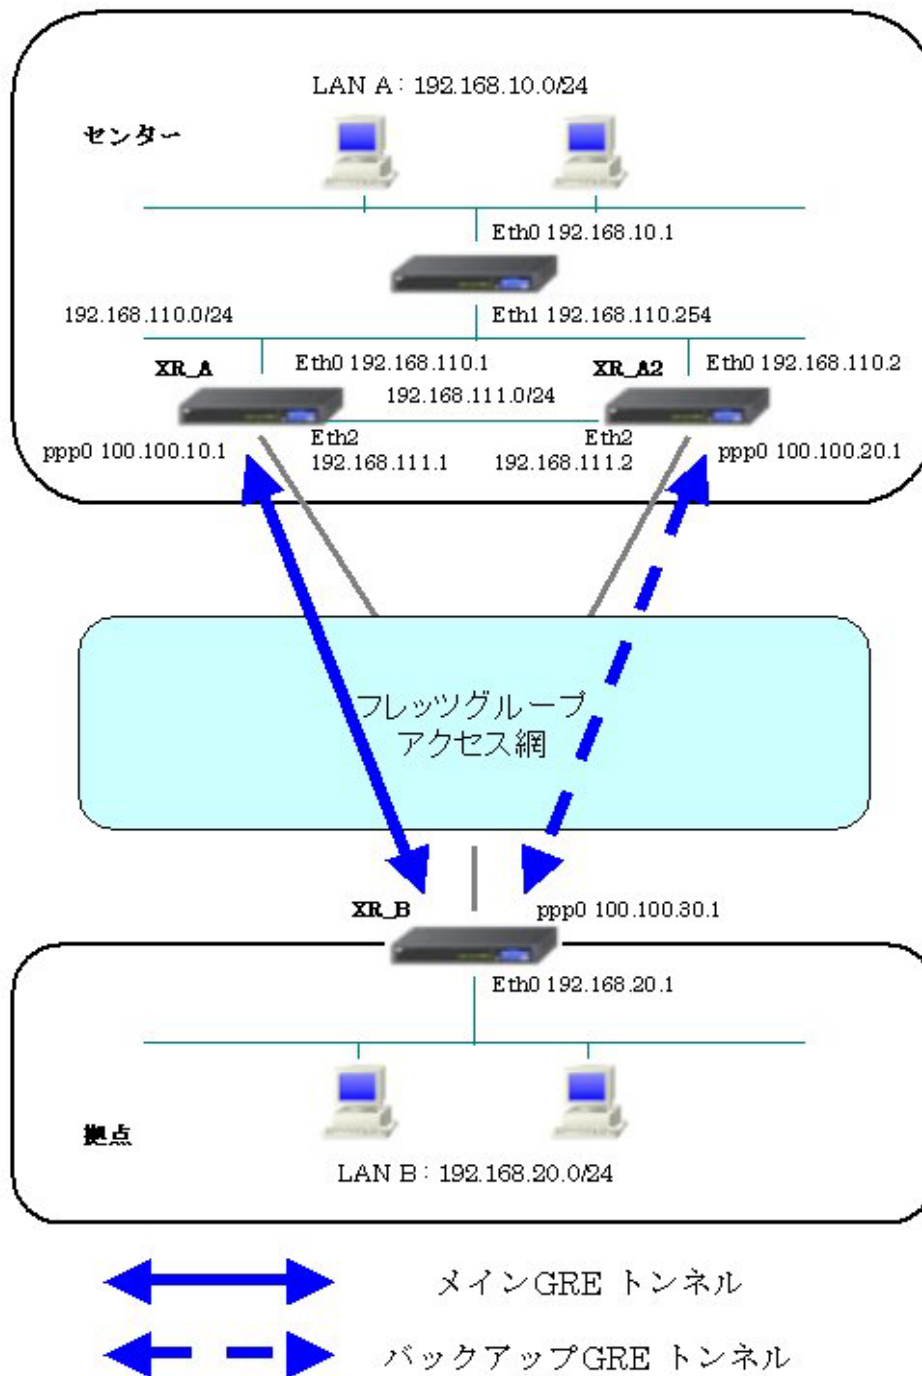 LAN A : 192.168.10.0/24
センター
Eth0 192.168.10.1
192.168.110.0/24
Eth1 192.168.110.254
XR_A
Eth0 192.168.110.1
XR_A2
Eth0 192.168.110.2
192.168.111.0/24
ppp0 100.100.10.1
Eth2
192.168.111.1
Eth2
192.168.111.2
ppp0 100.100.20.1
フレッツグループ
アクセス網
XR_B
ppp0 100.100.30.1
Eth0 192.168.20.1
拠点
LAN B : 192.168.20.0/24
メインGRE トンネル
バックアップGRE トンネル